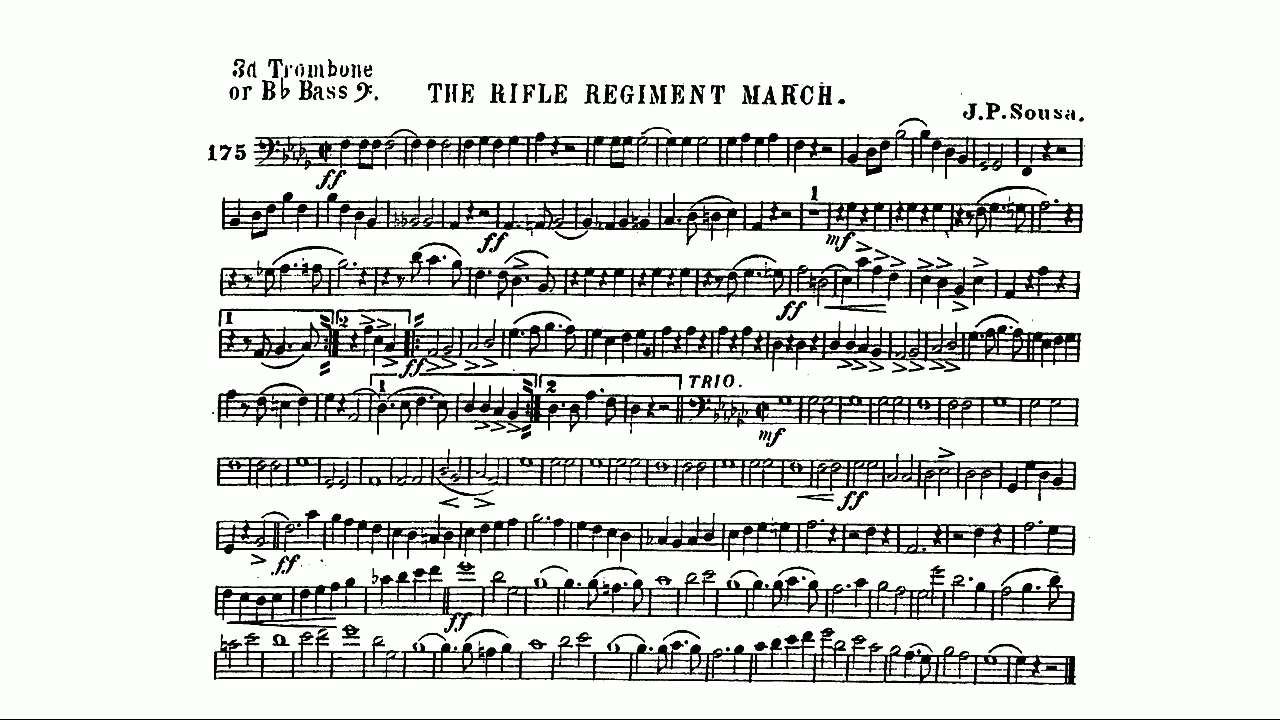 3d Trombone
or B♭ Bass 𝄢.
THE RIFLE REGIMENT MARCH.
J.P.Sousa.
175
ff
1
ff
mf
ff
1
2
ff
1
2
TRIO.
mf
ff
ff
ff